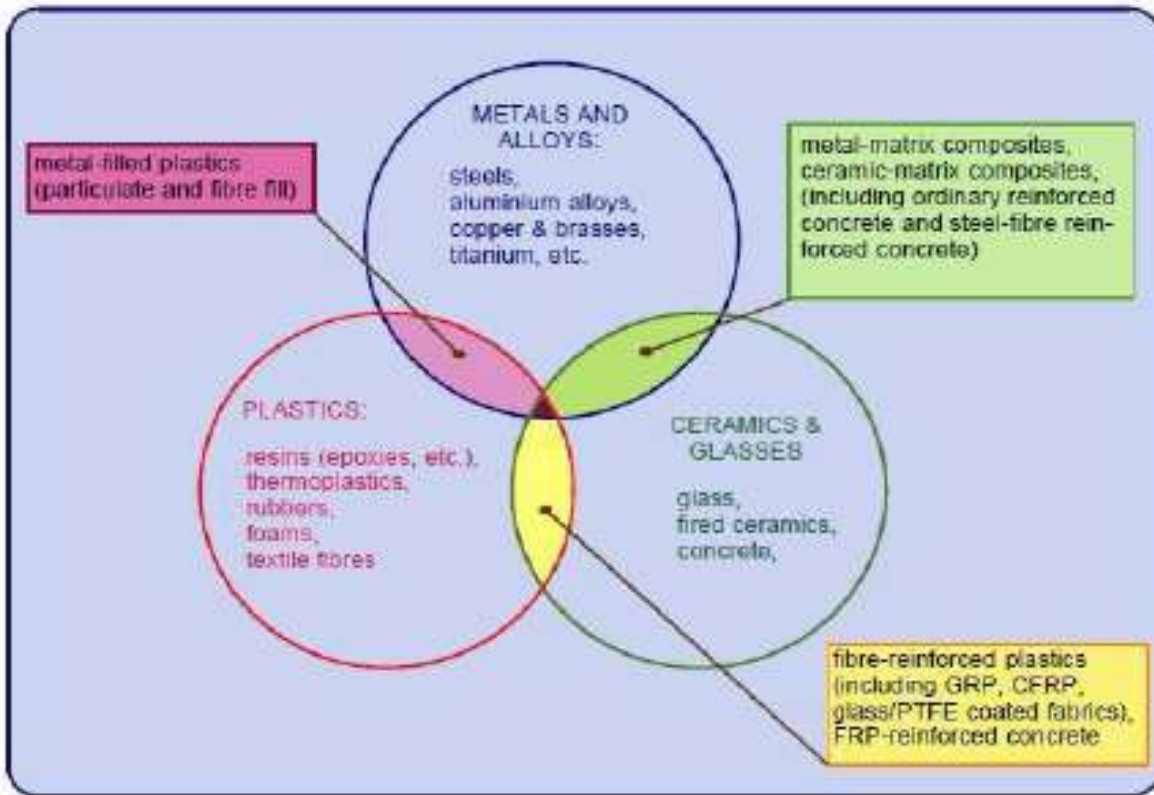 METALS AND
ALLOYS:
steels,
aluminium alloys,
copper & brasses,
titanium, etc.
metal-filled plastics
(particulate and fibre fill)
metal-matrix composites,
ceramic-matrix composites,
(including ordinary reinforced
concrete and steel-fibre rein-
forced concrete)
PLASTICS:
resins (epoxies, etc.),
thermoplastics,
rubbers,
foams,
textile fibres
CERAMICS &
GLASSES
glass,
fired ceramics,
concrete,
fibre-reinforced plastics
(including GRP, CFRP,
glass/PTFE coated fabrics),
FRP-reinforced concrete